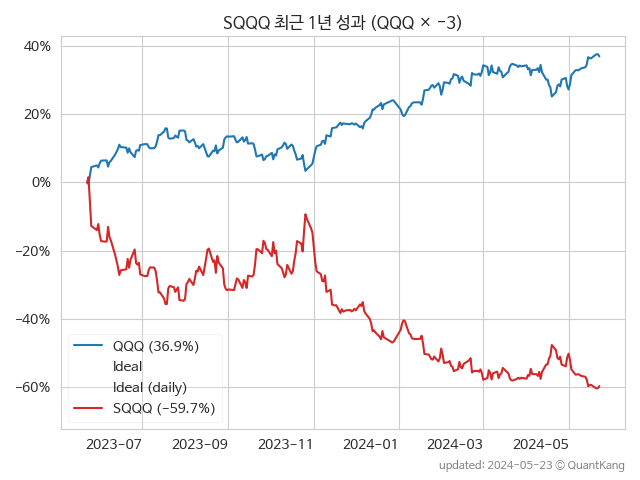 SQQQ 최근 1년 성과 (QQQ × −3)
40%
20%
0%
−20%
−40%
−60%
QQQ (36.9%)
Ideal
Ideal (daily)
SQQQ (−59.7%)
2023−07
2023−09
2023−11
2024−01
2024−03
2024−05
updated: 2024-05-23 © QuantKang